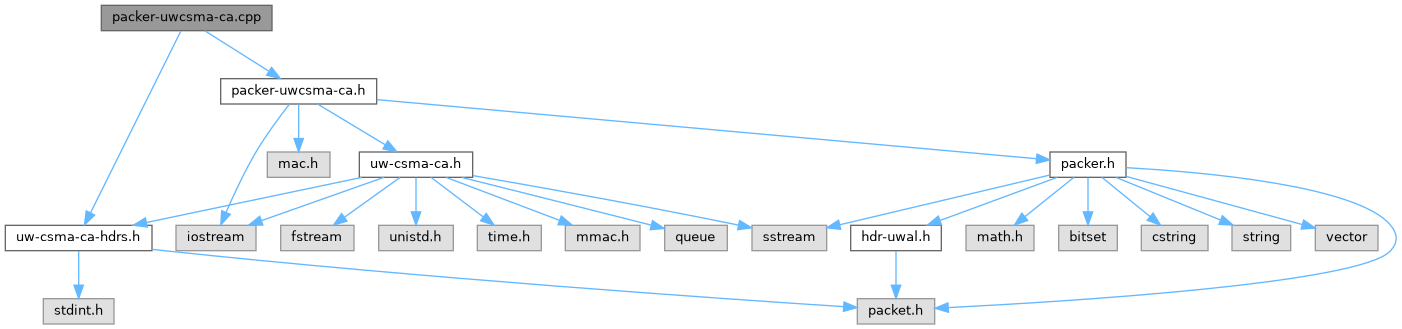 packer-uwcsma-ca.cpp
packer-uwcsma-ca.h
mac.h
uw-csma-ca.h
packer.h
uw-csma-ca-hdrs.h
iostream
fstream
unistd.h
time.h
mmac.h
queue
sstream
hdr-uwal.h
math.h
bitset
cstring
string
vector
stdint.h
packet.h